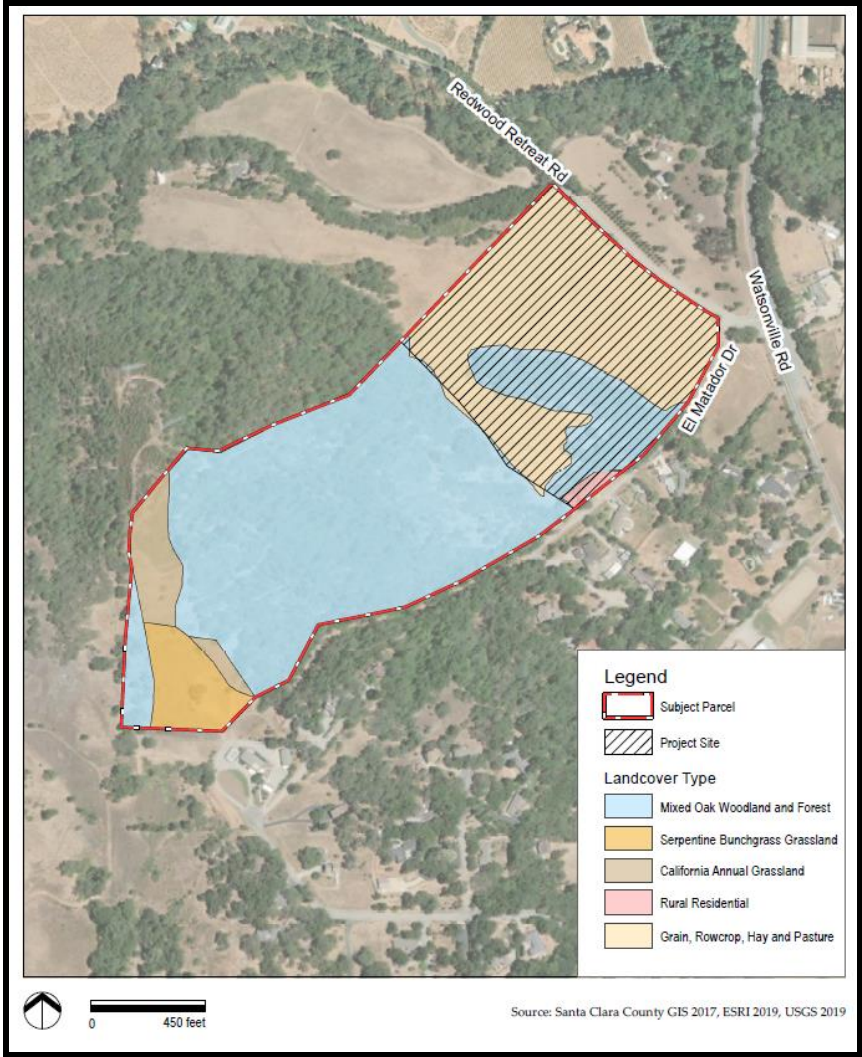 Redwood Retreat Rd
Watsonville Rd
El Matador Dr
Legend
Subject Parcel
Project Site
Landcover Type
Mixed Oak Woodland and Forest
Serpentine Bunchgrass Grassland
California Annual Grassland
Rural Residential
Grain, Rowcrop, Hay and Pasture
0 450 feet
Source: Santa Clara County GIS 2017, ESRI 2019, USGS 2019